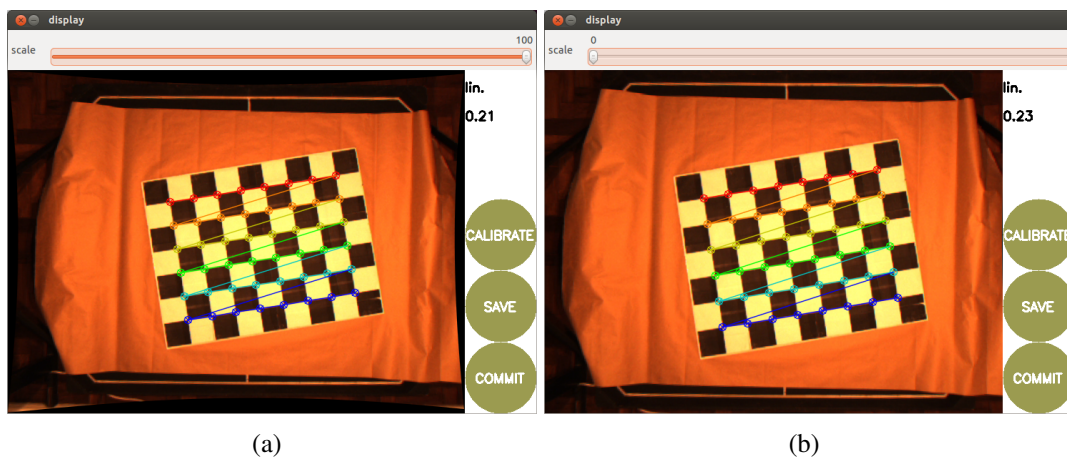 display
scale
100
lin.
0.21
CALIBRATE
SAVE
COMMIT
(a)
display
scale
0
lin.
0.23
CALIBRATE
SAVE
COMMIT
(b)